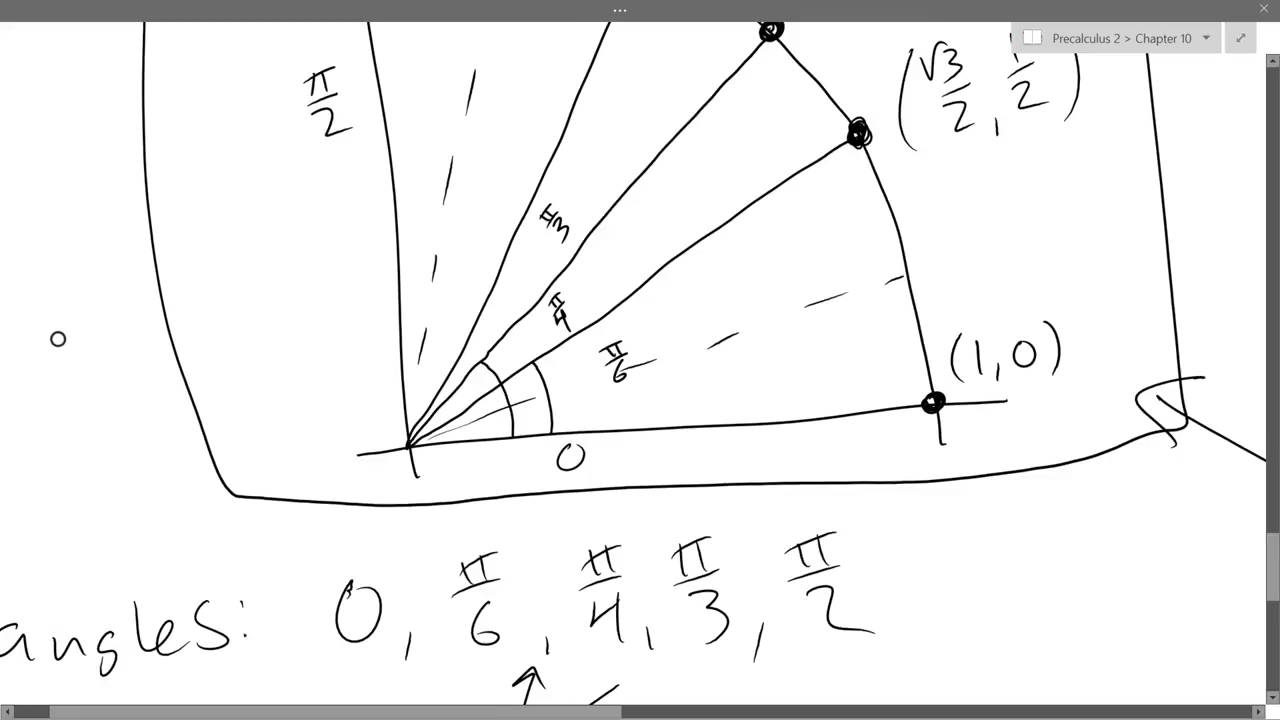 ...
Precalculus 2 > Chapter 10
(√3/2, 1/2)
π/2
π/3
π/4
π/6
(1, 0)
0
angles: 0, π/6, π/4, π/3, π/2